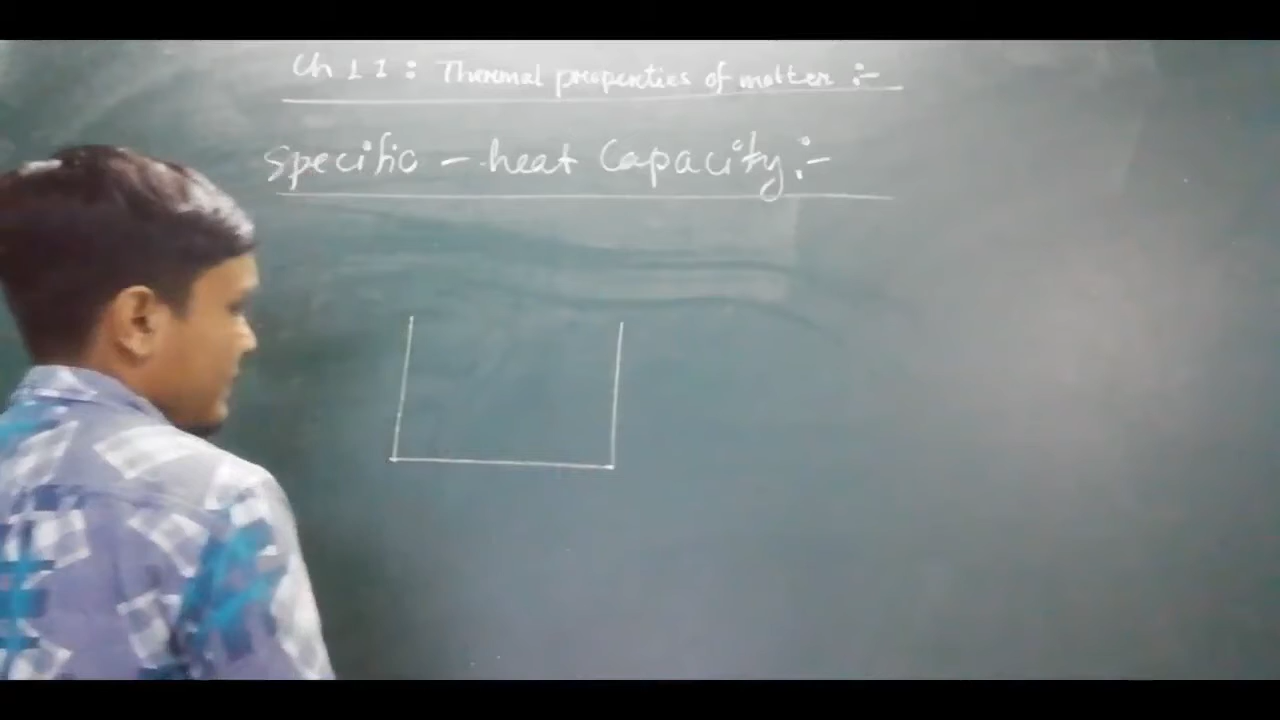 Ch 11 : Thermal properties of matter :-
Specific - heat Capacity :-